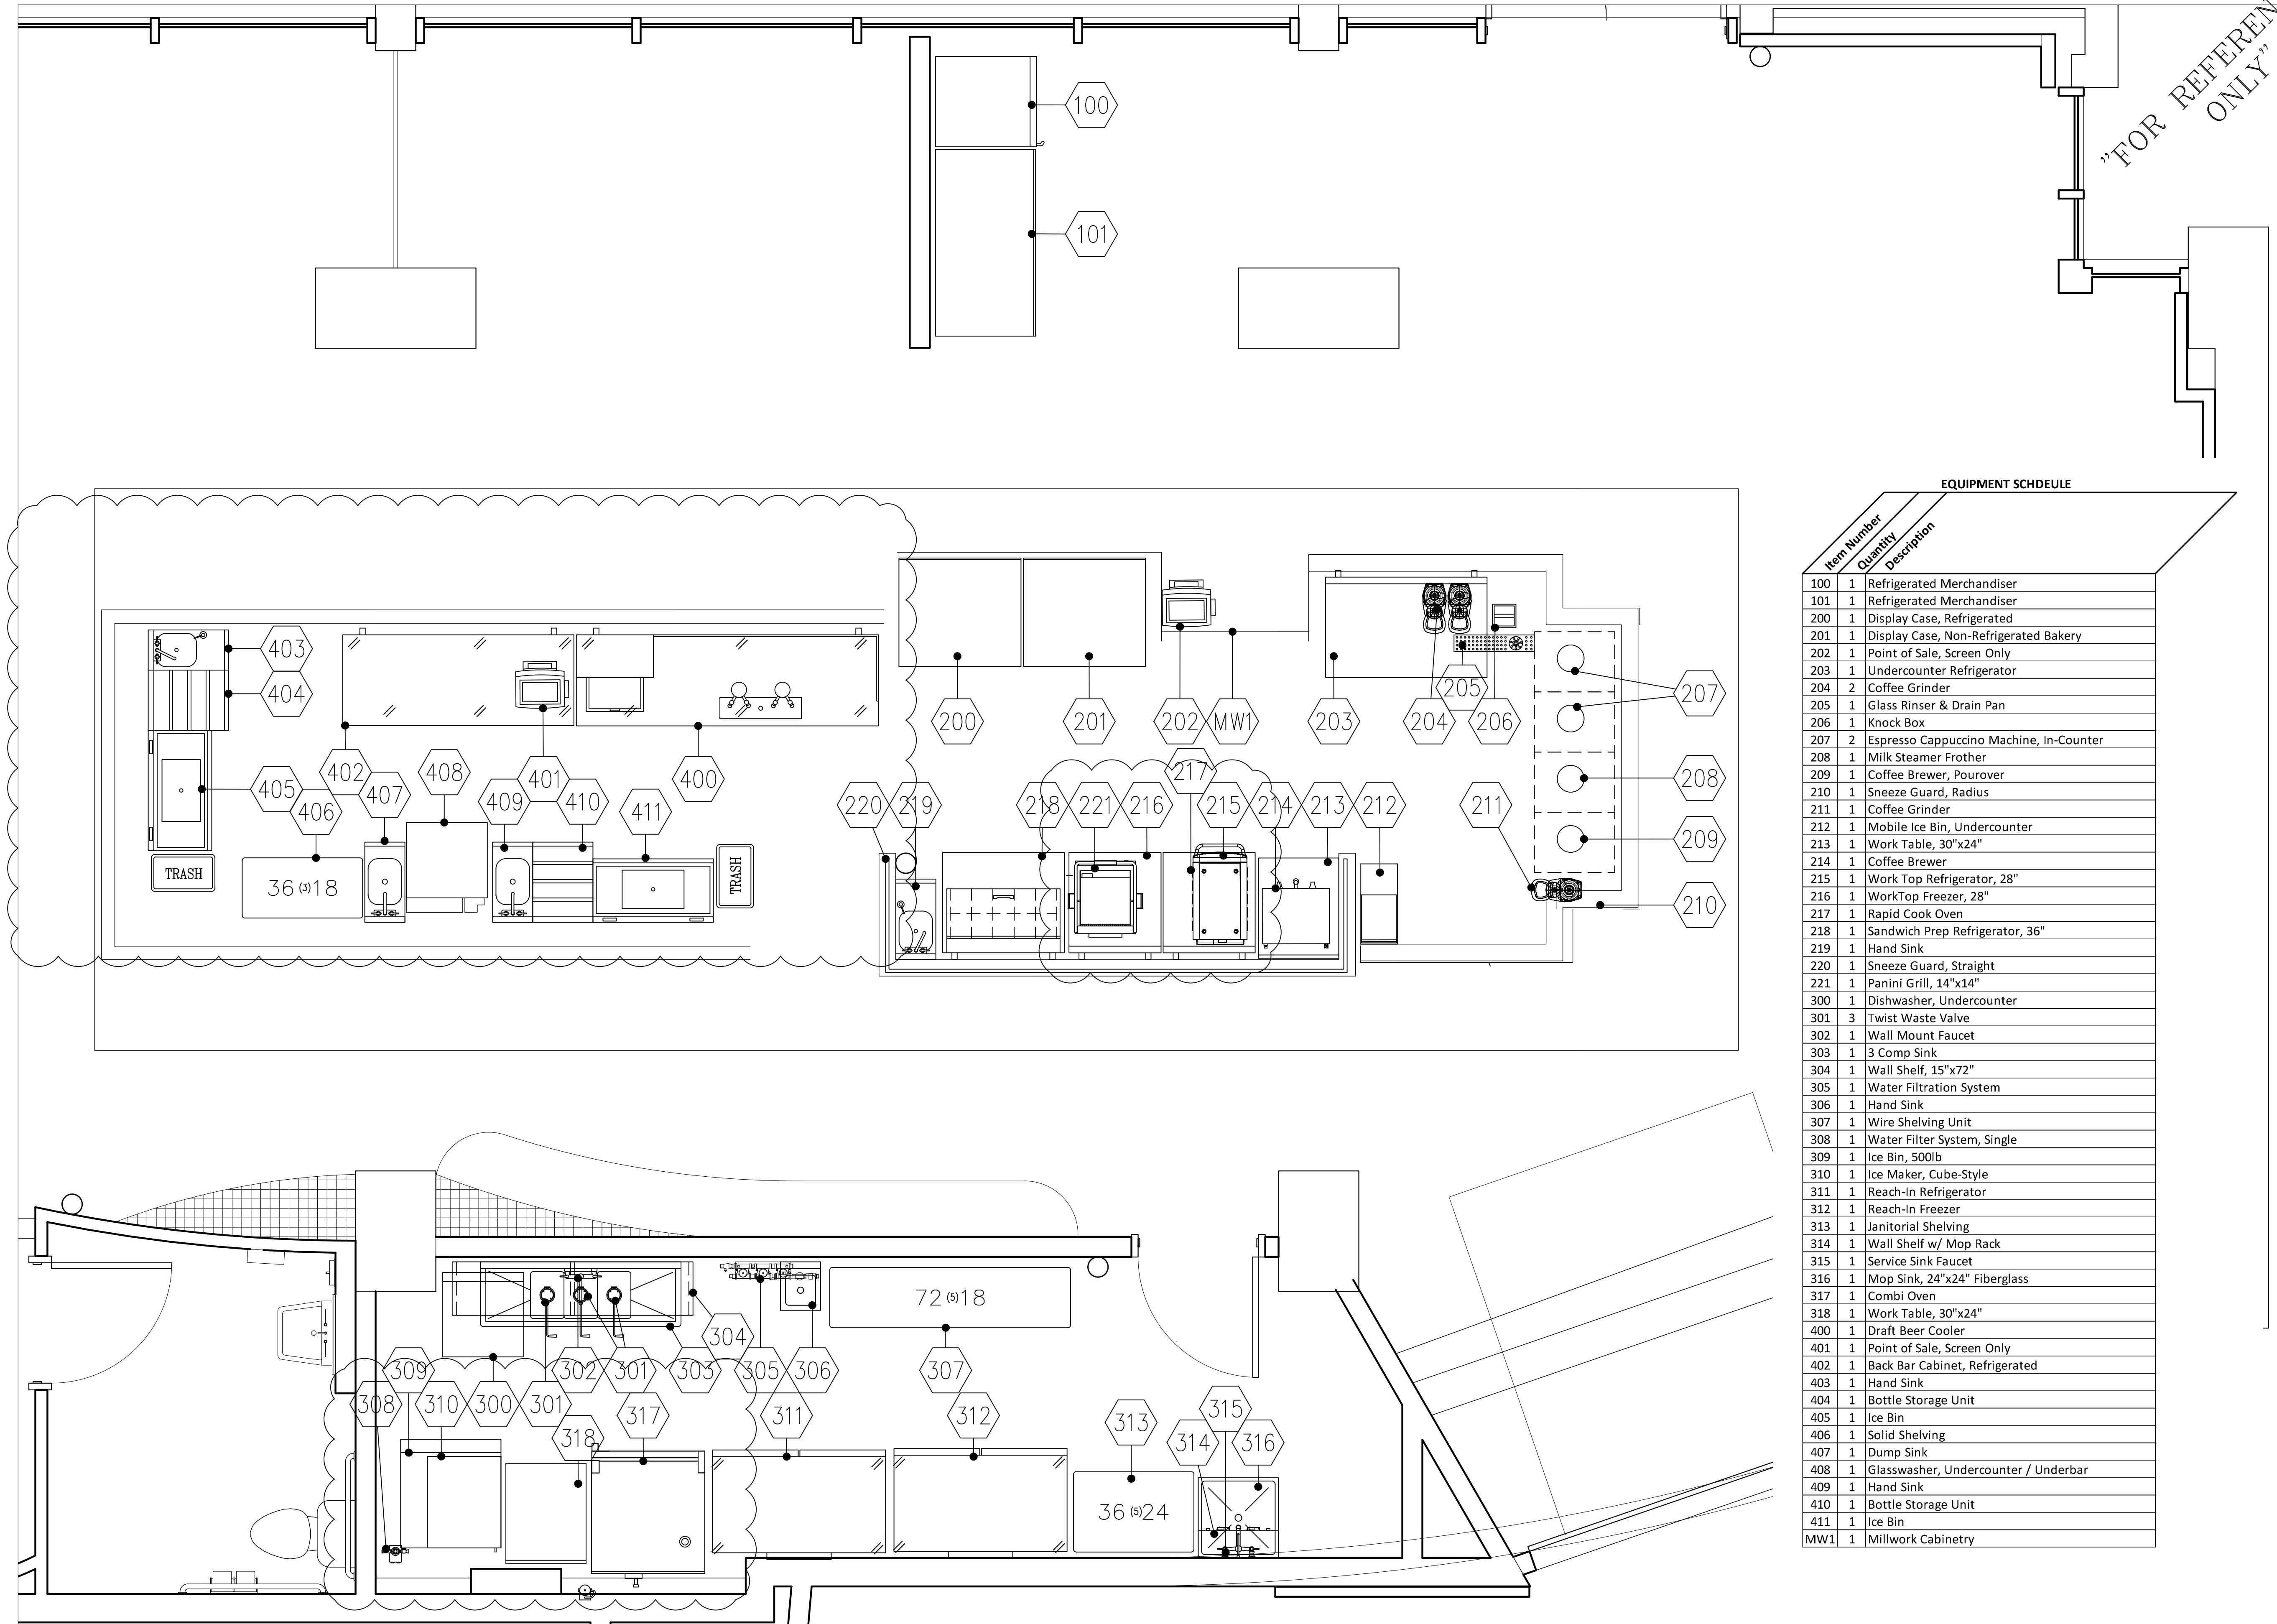 "FOR REFEREN
ONLY"
100
101
403
404
402
401
400
405
406
407
408
409
410
411
TRASH
36 (3)18
TRASH
200
201
202
MW1
203
204
205
206
207
208
209
210
211
212
213
214
215
216
217
218
219
220
221
EQUIPMENT SCHDEULE
Item Number
Quantity
Description
100 1 Refrigerated Merchandiser
101 1 Refrigerated Merchandiser
200 1 Display Case, Refrigerated
201 1 Display Case, Non-Refrigerated Bakery
202 1 Point of Sale, Screen Only
203 1 Undercounter Refrigerator
204 2 Coffee Grinder
205 1 Glass Rinser & Drain Pan
206 1 Knock Box
207 2 Espresso Cappuccino Machine, In-Counter
208 1 Milk Steamer Frother
209 1 Coffee Brewer, Pourover
210 1 Sneeze Guard, Radius
211 1 Coffee Grinder
212 1 Mobile Ice Bin, Undercounter
213 1 Work Table, 30"x24"
214 1 Coffee Brewer
215 1 Work Top Refrigerator, 28"
216 1 WorkTop Freezer, 28"
217 1 Rapid Cook Oven
218 1 Sandwich Prep Refrigerator, 36"
219 1 Hand Sink
220 1 Sneeze Guard, Straight
221 1 Panini Grill, 14"x14"
300 1 Dishwasher, Undercounter
301 3 Twist Waste Valve
302 1 Wall Mount Faucet
303 1 3 Comp Sink
304 1 Wall Shelf, 15"x72"
305 1 Water Filtration System
306 1 Hand Sink
307 1 Wire Shelving Unit
308 1 Water Filter System, Single
309 1 Ice Bin, 500lb
310 1 Ice Maker, Cube-Style
311 1 Reach-In Refrigerator
312 1 Reach-In Freezer
313 1 Janitorial Shelving
314 1 Wall Shelf w/ Mop Rack
315 1 Service Sink Faucet
316 1 Mop Sink, 24"x24" Fiberglass
317 1 Combi Oven
318 1 Work Table, 30"x24"
400 1 Draft Beer Cooler
401 1 Point of Sale, Screen Only
402 1 Back Bar Cabinet, Refrigerated
403 1 Hand Sink
404 1 Bottle Storage Unit
405 1 Ice Bin
406 1 Solid Shelving
407 1 Dump Sink
408 1 Glasswasher, Undercounter / Underbar
409 1 Hand Sink
410 1 Bottle Storage Unit
411 1 Ice Bin
MW1 1 Millwork Cabinetry
72 (5)18
304
309
302
301
303
305
306
307
308
310
300
301
318
317
311
312
313
314
315
316
36 (5)24